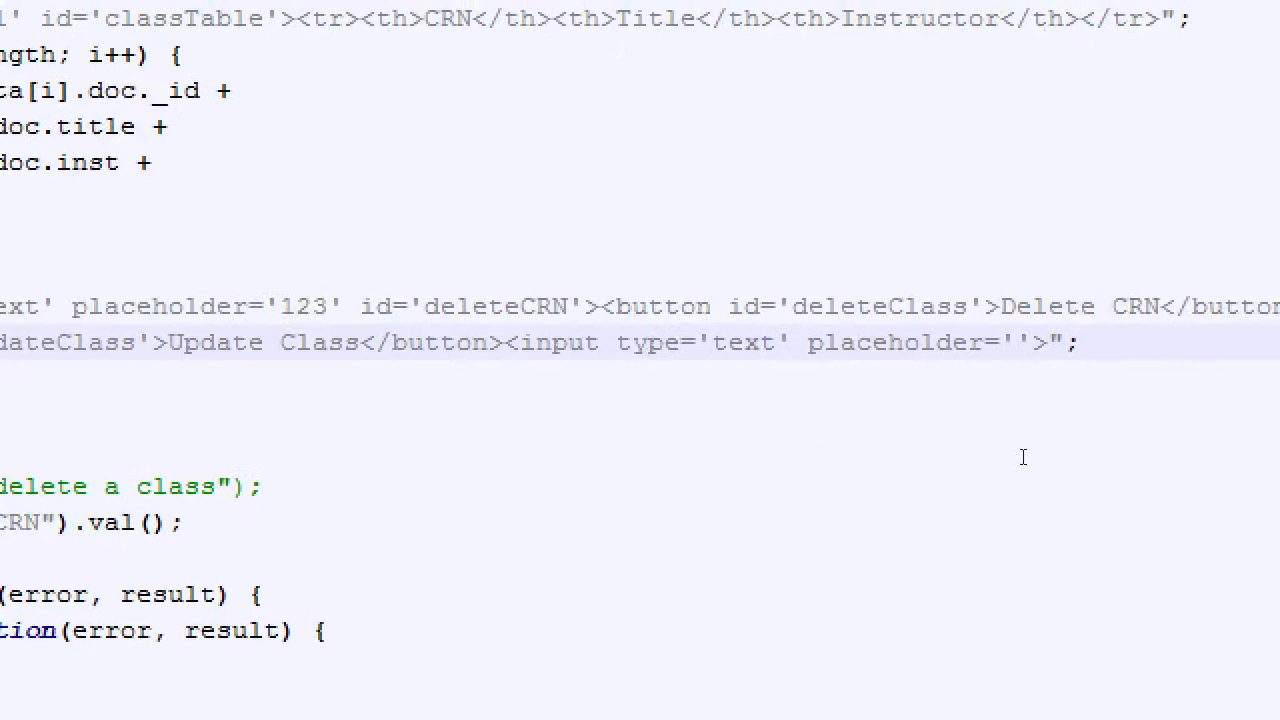 ' id='classTable'><tr><th>CRN</th><th>Title</th><th>Instructor</th></tr>";
ngth; i++) {
ta[i].doc._id +
doc.title +
doc.inst +
ext' placeholder='123' id='deleteCRN'><button id='deleteClass'>Delete CRN</button
dateClass'>Update Class</button><input type='text' placeholder=''>";
delete a class");
CRN").val();
(error, result) {
tion(error, result) {